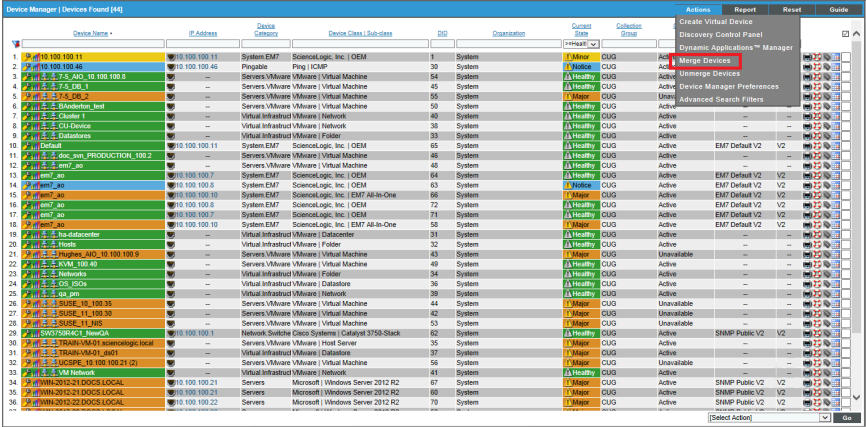 Device Manager | Devices Found [44] Actions Report Reset Guide
Create Virtual Device
Discovery Control Panel
Dynamic Applications™ Manager
Merge Devices
Unmerge Devices
Device Manager Preferences
Advanced Search Filters
Device Name • IP Address Device Category Device Class | Sub-class DID Organization Current State Collection Group
>=Healt
1. 10.100.100.11 10.100.100.11 System.EM7 ScienceLogic, Inc. | OEM 1 System Minor CUG
2. 10.100.100.46 10.100.100.46 Pingable Ping | ICMP 30 System Notice CUG
3. 7-5_AIO_10.100.100.8 -- Servers.VMware VMware | Virtual Machine 54 System Healthy CUG
4. 7-5_DB_1 -- Servers.VMware VMware | Virtual Machine 45 System Healthy CUG
5. 7-5_DB_2 -- Servers.VMware VMware | Virtual Machine 55 System Major CUG
6. BAnderton_test -- Servers.VMware VMware | Virtual Machine 50 System Healthy CUG Active -- --
7. Cluster 1 -- Virtual.Infrastruct VMware | Network 40 System Healthy CUG Active -- --
8. CU-Device -- Virtual.Infrastruct VMware | Network 38 System Healthy CUG Active -- --
9. Datastores -- Virtual.Infrastruct VMware | Folder 33 System Healthy CUG Active -- --
10. Default 10.100.100.11 System.EM7 ScienceLogic, Inc. | OEM 65 System Healthy CUG Active EM7 Default V2 V2
11. doc_svn_PRODUCTION_100.2 -- Servers.VMware VMware | Virtual Machine 46 System Healthy CUG Active -- --
12. em7_ao -- Servers.VMware VMware | Virtual Machine 48 System Healthy CUG Active -- --
13. em7_ao 10.100.100.7 System.EM7 ScienceLogic, Inc. | OEM 64 System Healthy CUG Active EM7 Default V2 V2
14. em7_ao 10.100.100.8 System.EM7 ScienceLogic, Inc. | OEM 63 System Notice CUG Active EM7 Default V2 V2
15. em7_ao 10.100.100.10 System.EM7 ScienceLogic, Inc. | EM7 All-In-One 66 System Major CUG Active EM7 Default V2 V2
16. em7_ao 10.100.100.8 System.EM7 ScienceLogic, Inc. | OEM 72 System Healthy CUG Active EM7 Default V2 V2
17. em7_ao 10.100.100.7 System.EM7 ScienceLogic, Inc. | OEM 71 System Healthy CUG Active EM7 Default V2 V2
18. em7_ao 10.100.100.10 System.EM7 ScienceLogic, Inc. | EM7 All-In-One 58 System Major CUG Active EM7 Default V2 V2
19. ha-datacenter -- Virtual.Infrastruct VMware | Datacenter 31 System Healthy CUG Active -- --
20. Hosts -- Virtual.Infrastruct VMware | Folder 32 System Healthy CUG Active -- --
21. Hughes_AIO_10.100.100.9 -- Servers.VMware VMware | Virtual Machine 43 System Major CUG Unavailable -- --
22. KVM_100.40 -- Servers.VMware VMware | Virtual Machine 49 System Healthy CUG Active -- --
23. Networks -- Virtual.Infrastruct VMware | Folder 34 System Healthy CUG Active -- --
24. OS_ISOs -- Virtual.Infrastruct VMware | Datastore 36 System Healthy CUG Active -- --
25. qa_pm -- Virtual.Infrastruct VMware | Network 39 System Healthy CUG Active -- --
26. SUSE_10_100.35 -- Servers.VMware VMware | Virtual Machine 44 System Major CUG Unavailable -- --
27. SUSE_11_100.30 -- Servers.VMware VMware | Virtual Machine 42 System Major CUG Unavailable -- --
28. SUSE_11_NIS -- Servers.VMware VMware | Virtual Machine 53 System Major CUG Unavailable -- --
29. SW3750R4C1_NewQA 10.100.100.1 Network.Switche Cisco Systems | Catalyst 3750-Stack 62 System Healthy CUG Active SNMP Public V2 V2
30. TRAIN-VM-01.sciencelogic.local -- Servers.VMware VMware | Host Server 35 System Major CUG Active -- --
31. TRAIN-VM-01_ds01 -- Virtual.Infrastruct VMware | Datastore 37 System Major CUG Active -- --
32. UCSPE_10.100.100.21 (2) -- Servers.VMware VMware | Virtual Machine 56 System Major CUG Unavailable -- --
33. VM Network -- Virtual.Infrastruct VMware | Network 41 System Healthy CUG Active -- --
34. WIN-2012-21.DOCS.LOCAL 10.100.100.21 Servers Microsoft | Windows Server 2012 R2 67 System Major CUG Active SNMP Public V2 V2
35. WIN-2012-21.DOCS.LOCAL 10.100.100.21 Servers Microsoft | Windows Server 2012 R2 60 System Major CUG Active SNMP Public V2 V2
36. WIN-2012-22.DOCS.LOCAL 10.100.100.22 Servers Microsoft | Windows Server 2012 R2 70 System Major CUG Active SNMP Public V2 V2
[Select Action] Go